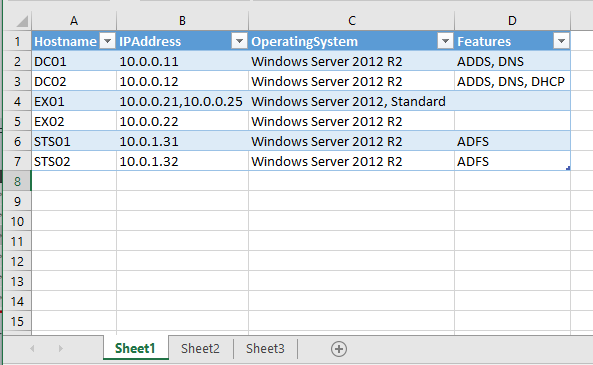 A B C D
1 Hostname IPAddress OperatingSystem Features
2 DC01 10.0.0.11 Windows Server 2012 R2 ADDS, DNS
3 DC02 10.0.0.12 Windows Server 2012 R2 ADDS, DNS, DHCP
4 EX01 10.0.0.21,10.0.0.25 Windows Server 2012, Standard
5 EX02 10.0.0.22 Windows Server 2012 R2
6 STS01 10.0.1.31 Windows Server 2012 R2 ADFS
7 STS02 10.0.1.32 Windows Server 2012 R2 ADFS
8
9
10
11
12
13
14
15
Sheet1 Sheet2 Sheet3